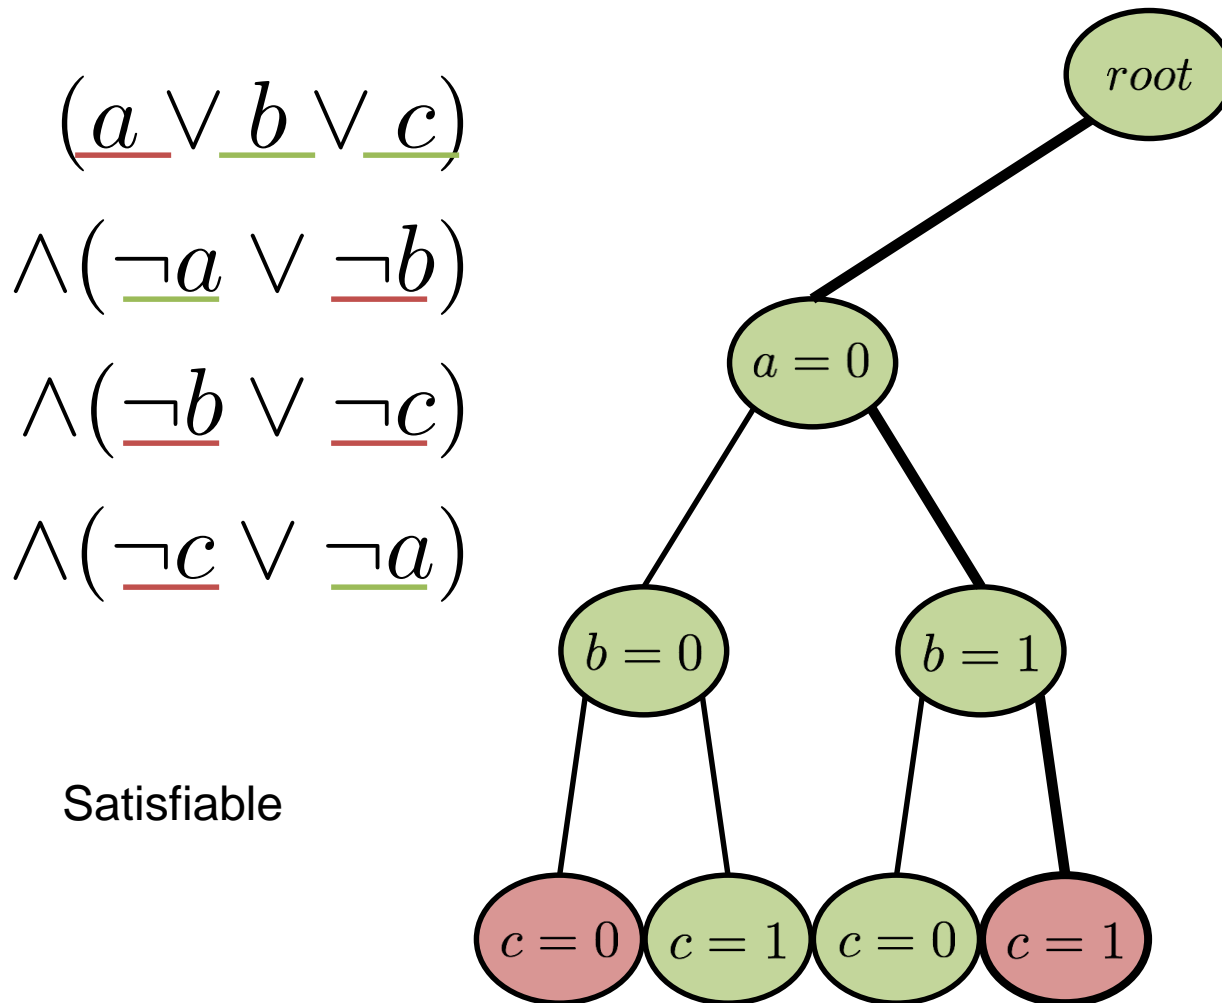 (a ∨ b ∨ c)
∧(¬a ∨ ¬b)
∧(¬b ∨ ¬c)
∧(¬c ∨ ¬a)
Satisfiable
root
a = 0
b = 0
b = 1
c = 0
c = 1
c = 0
c = 1